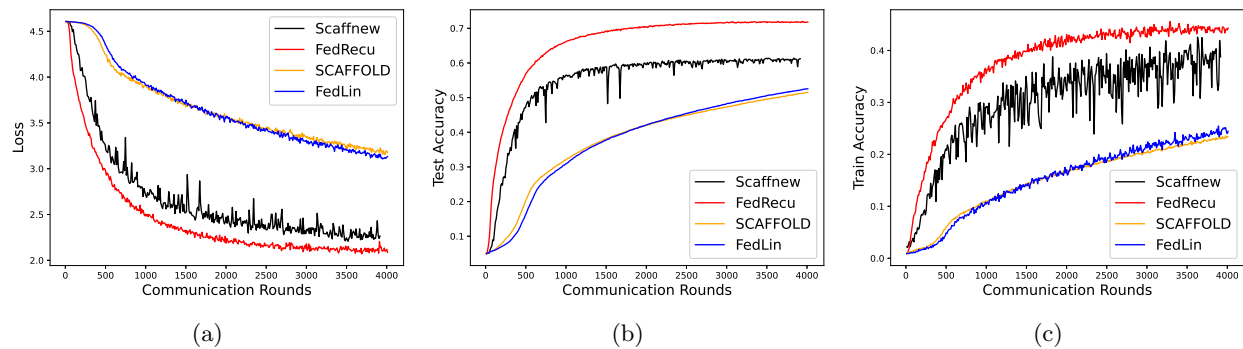 4.5
4.0
3.5
3.0
2.5
2.0
Loss
0 500 1000 1500 2000 2500 3000 3500 4000
Communication Rounds
Scaffnew
FedRecu
SCAFFOLD
FedLin
(a)
0.7
0.6
0.5
0.4
0.3
0.2
0.1
Test Accuracy
0 500 1000 1500 2000 2500 3000 3500 4000
Communication Rounds
Scaffnew
FedRecu
SCAFFOLD
FedLin
(b)
0.4
0.3
0.2
0.1
0.0
Train Accuracy
0 500 1000 1500 2000 2500 3000 3500 4000
Communication Rounds
Scaffnew
FedRecu
SCAFFOLD
FedLin
(c)